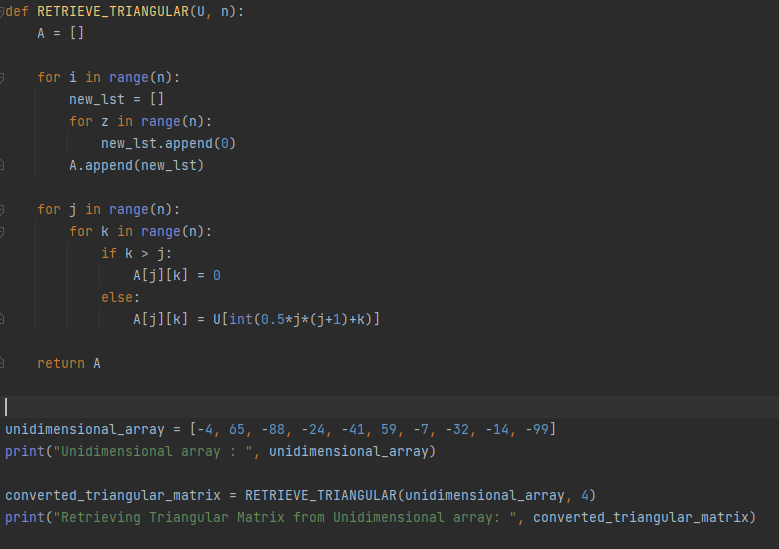 def RETRIEVE_TRIANGULAR(U, n):
    A = []

    for i in range(n):
        new_lst = []
        for z in range(n):
            new_lst.append(0)
        A.append(new_lst)

    for j in range(n):
        for k in range(n):
            if k > j:
                A[j][k] = 0
            else:
                A[j][k] = U[int(0.5*j*(j+1)+k)]

    return A

unidimensional_array = [-4, 65, -88, -24, -41, 59, -7, -32, -14, -99]
print("Unidimensional array : ", unidimensional_array)

converted_triangular_matrix = RETRIEVE_TRIANGULAR(unidimensional_array, 4)
print("Retrieving Triangular Matrix from Unidimensional array: ", converted_triangular_matrix)